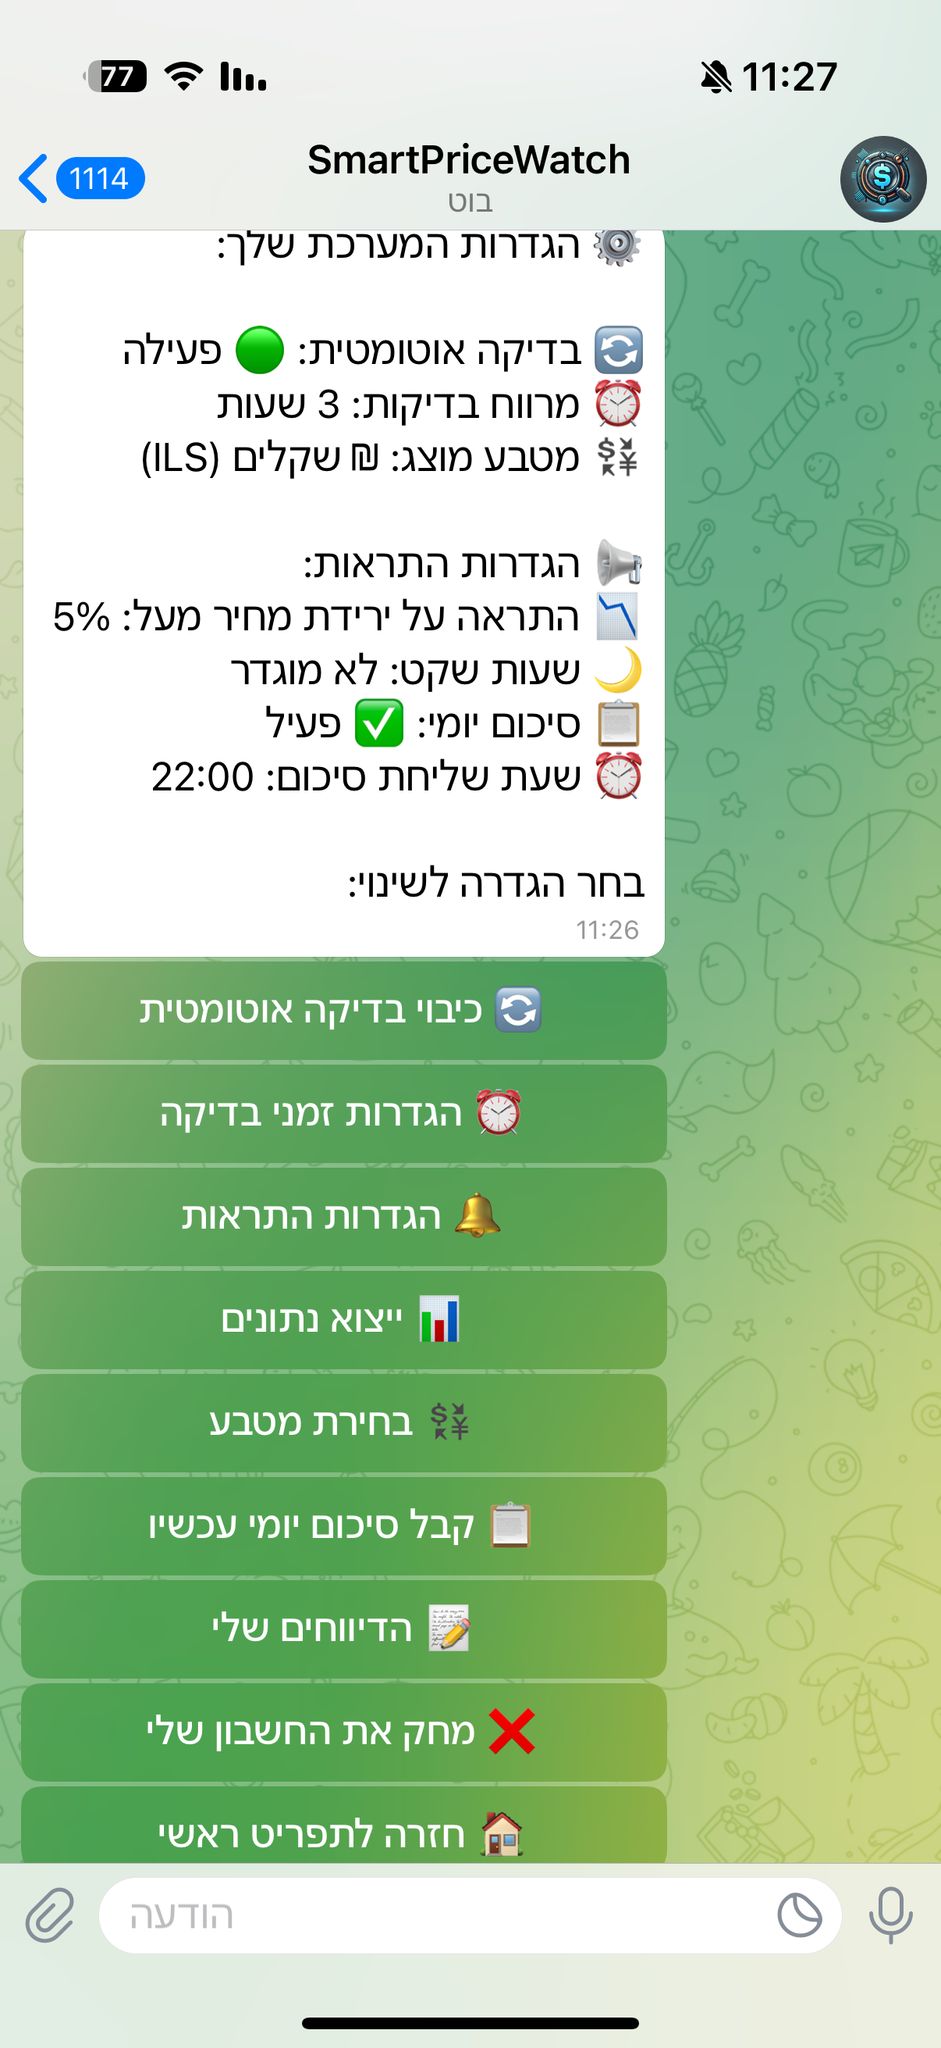 77
11:27
1114
SmartPriceWatch
בוט
⚙️ הגדרות המערכת שלך:
🔄 בדיקה אוטומטית: 🟢 פעילה
⏰ מרווח בדיקות: 3 שעות
💱 מטבע מוצג: ₪ שקלים (ILS)
📢 הגדרות התראות:
📉 התראה על ירידת מחיר מעל: 5%
🌙 שעות שקט: לא מוגדר
📋 סיכום יומי: ✅ פעיל
⏰ שעת שליחת סיכום: 22:00
בחר הגדרה לשינוי:
11:26
🔄 כיבוי בדיקה אוטומטית
⏰ הגדרות זמני בדיקה
🔔 הגדרות התראות
📊 ייצוא נתונים
💱 בחירת מטבע
📋 קבל סיכום יומי עכשיו
📝 הדיווחים שלי
❌ מחק את החשבון שלי
🏠 חזרה לתפריט ראשי
הודעה